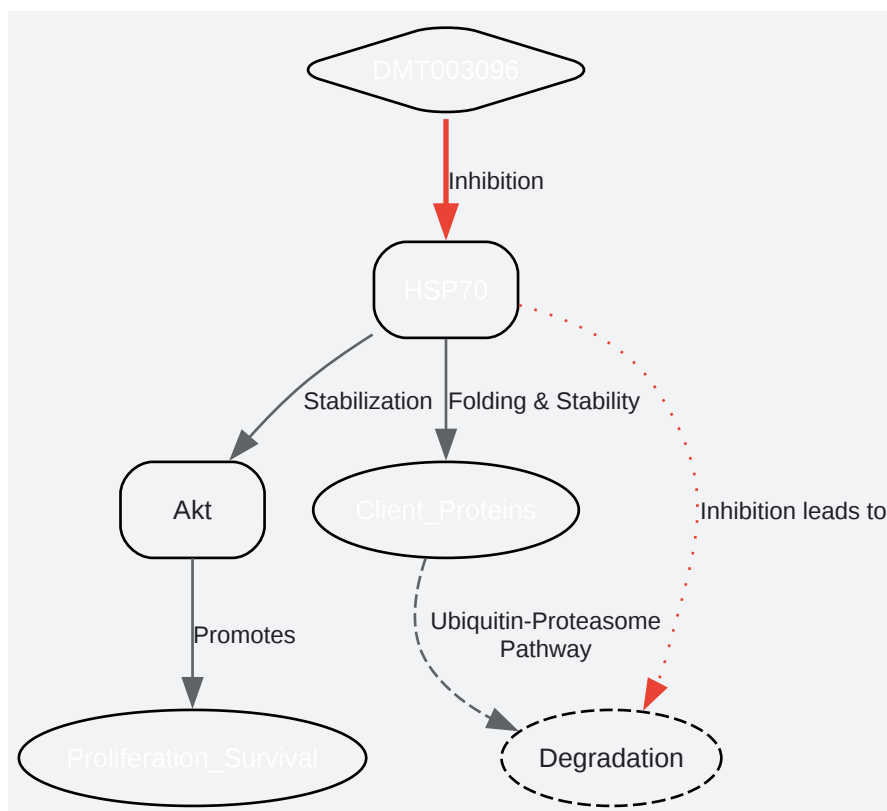 DMT003096
Inhibition
HSP70
Stabilization
Folding & Stability
Akt
Client_Proteins
Inhibition leads to
Promotes
Ubiquitin-Proteasome
Pathway
Proliferation_Survival
Degradation